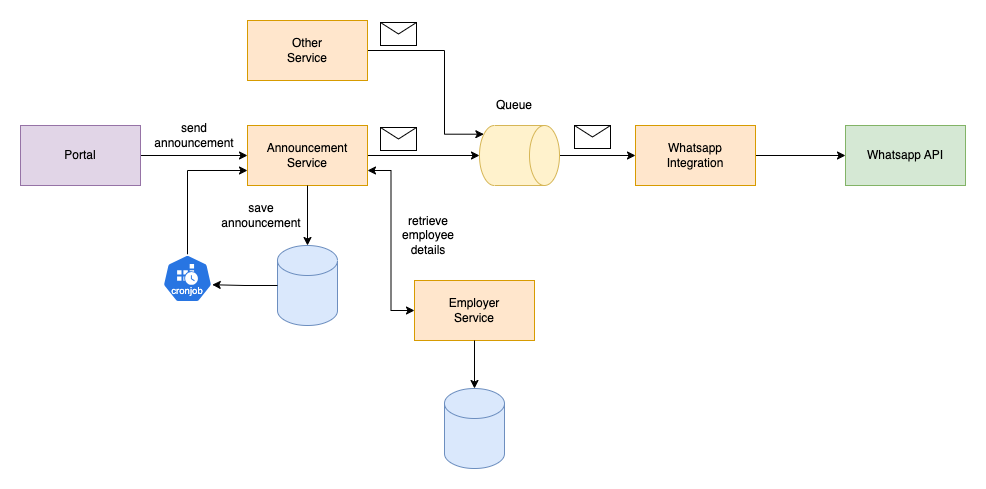 Other
Service
Queue
send
announcement
Portal
Announcement
Service
Whatsapp
Integration
Whatsapp API
save
announcement
retrieve
employee
details
cronjob
Employer
Service